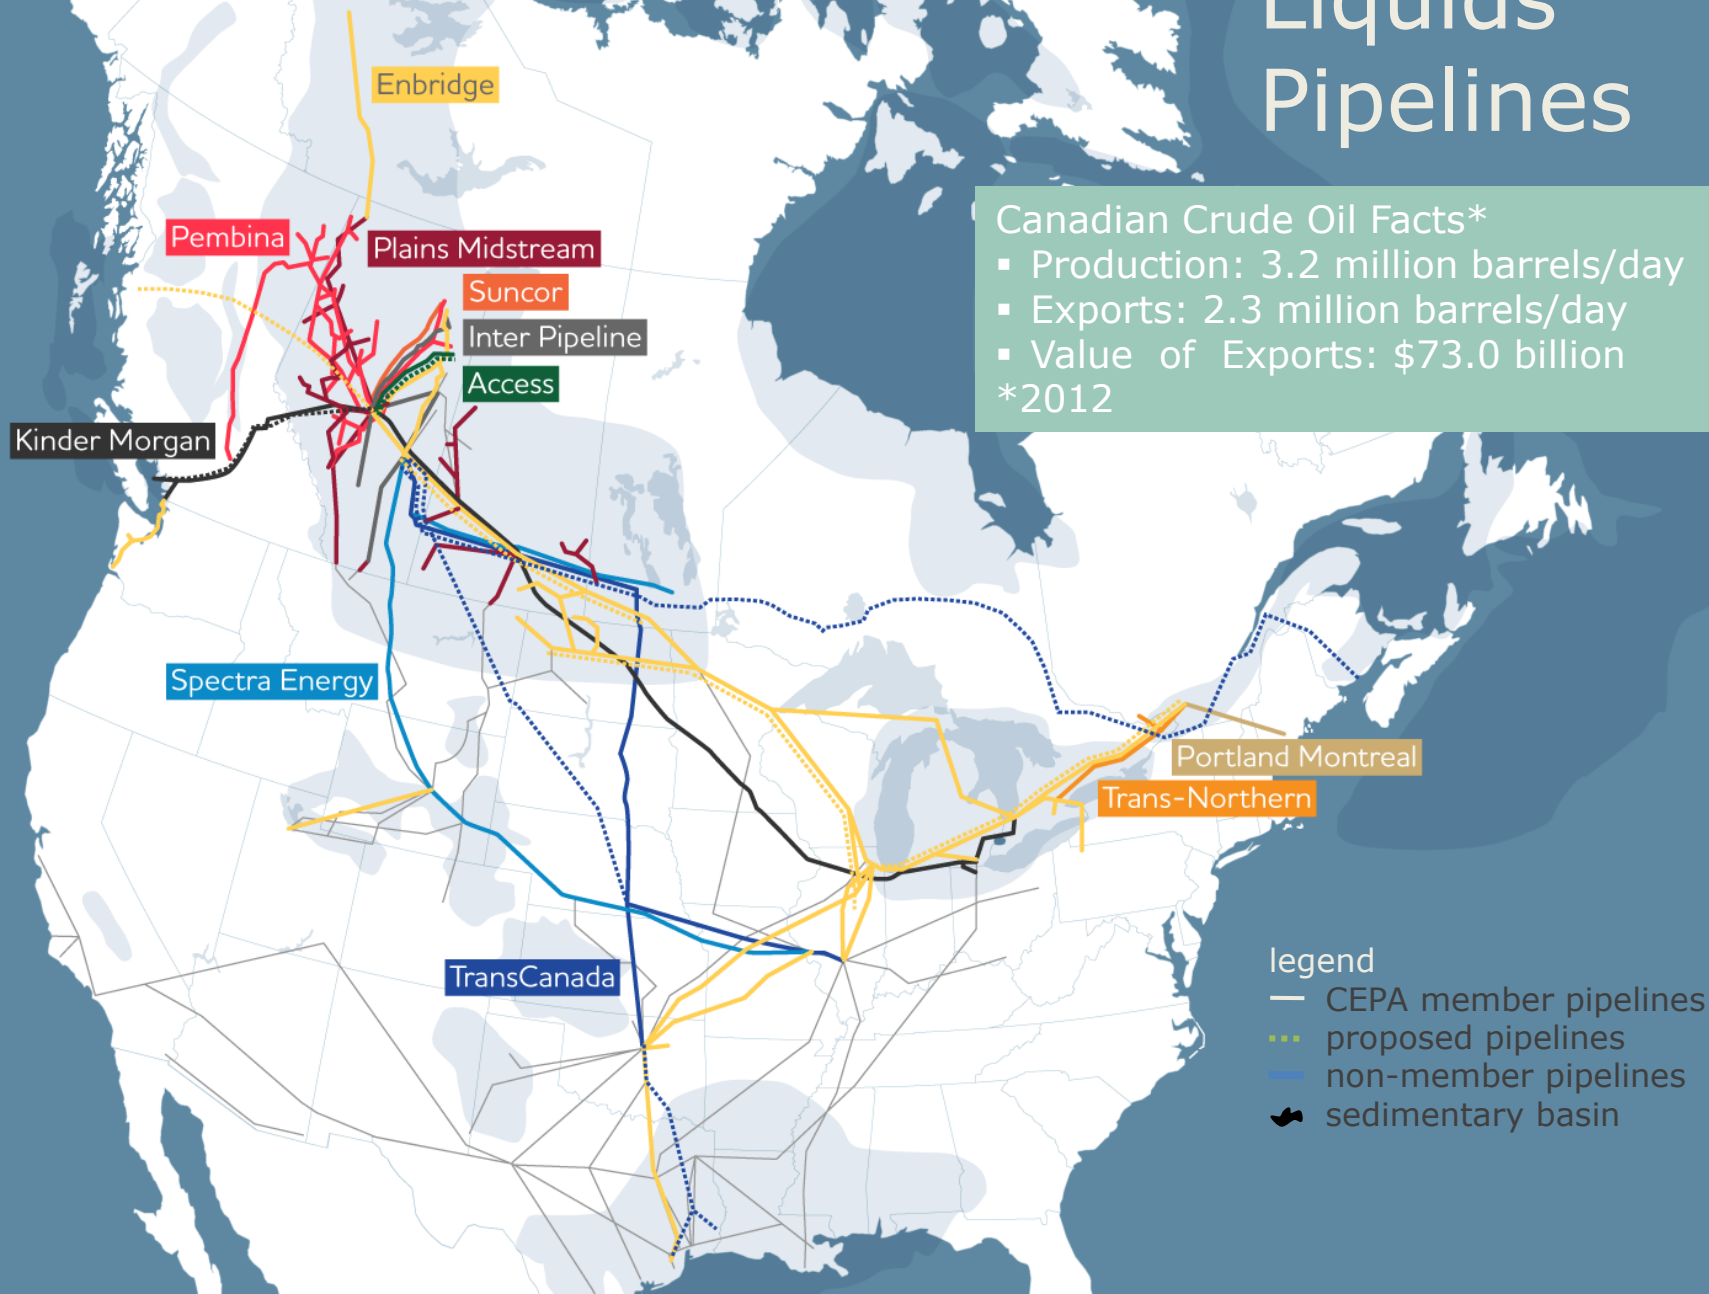 Liquids
Pipelines
Canadian Crude Oil Facts*
▪ Production: 3.2 million barrels/day
▪ Exports: 2.3 million barrels/day
▪ Value of Exports: $73.0 billion
*2012
Enbridge
Pembina
Plains Midstream
Suncor
Inter Pipeline
Access
Kinder Morgan
Spectra Energy
Portland Montreal
Trans-Northern
TransCanada
legend
CEPA member pipelines
proposed pipelines
non-member pipelines
sedimentary basin